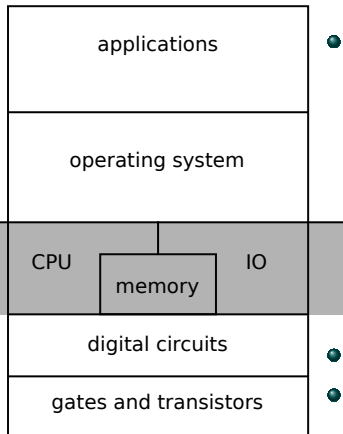 applications
operating system
CPU
IO
memory
digital circuits
gates and transistors